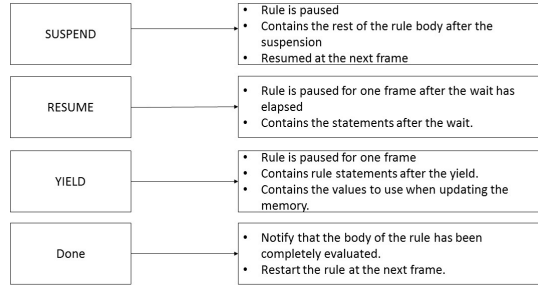 SUSPEND
• Rule is paused
• Contains the rest of the rule body after the
suspension
• Resumed at the next frame
RESUME
• Rule is paused for one frame after the wait has
elapsed
• Contains the statements after the wait.
YIELD
• Rule is paused for one frame
• Contains rule statements after the yield.
• Contains the values to use when updating the
memory.
Done
• Notify that the body of the rule has been
completely evaluated.
• Restart the rule at the next frame.